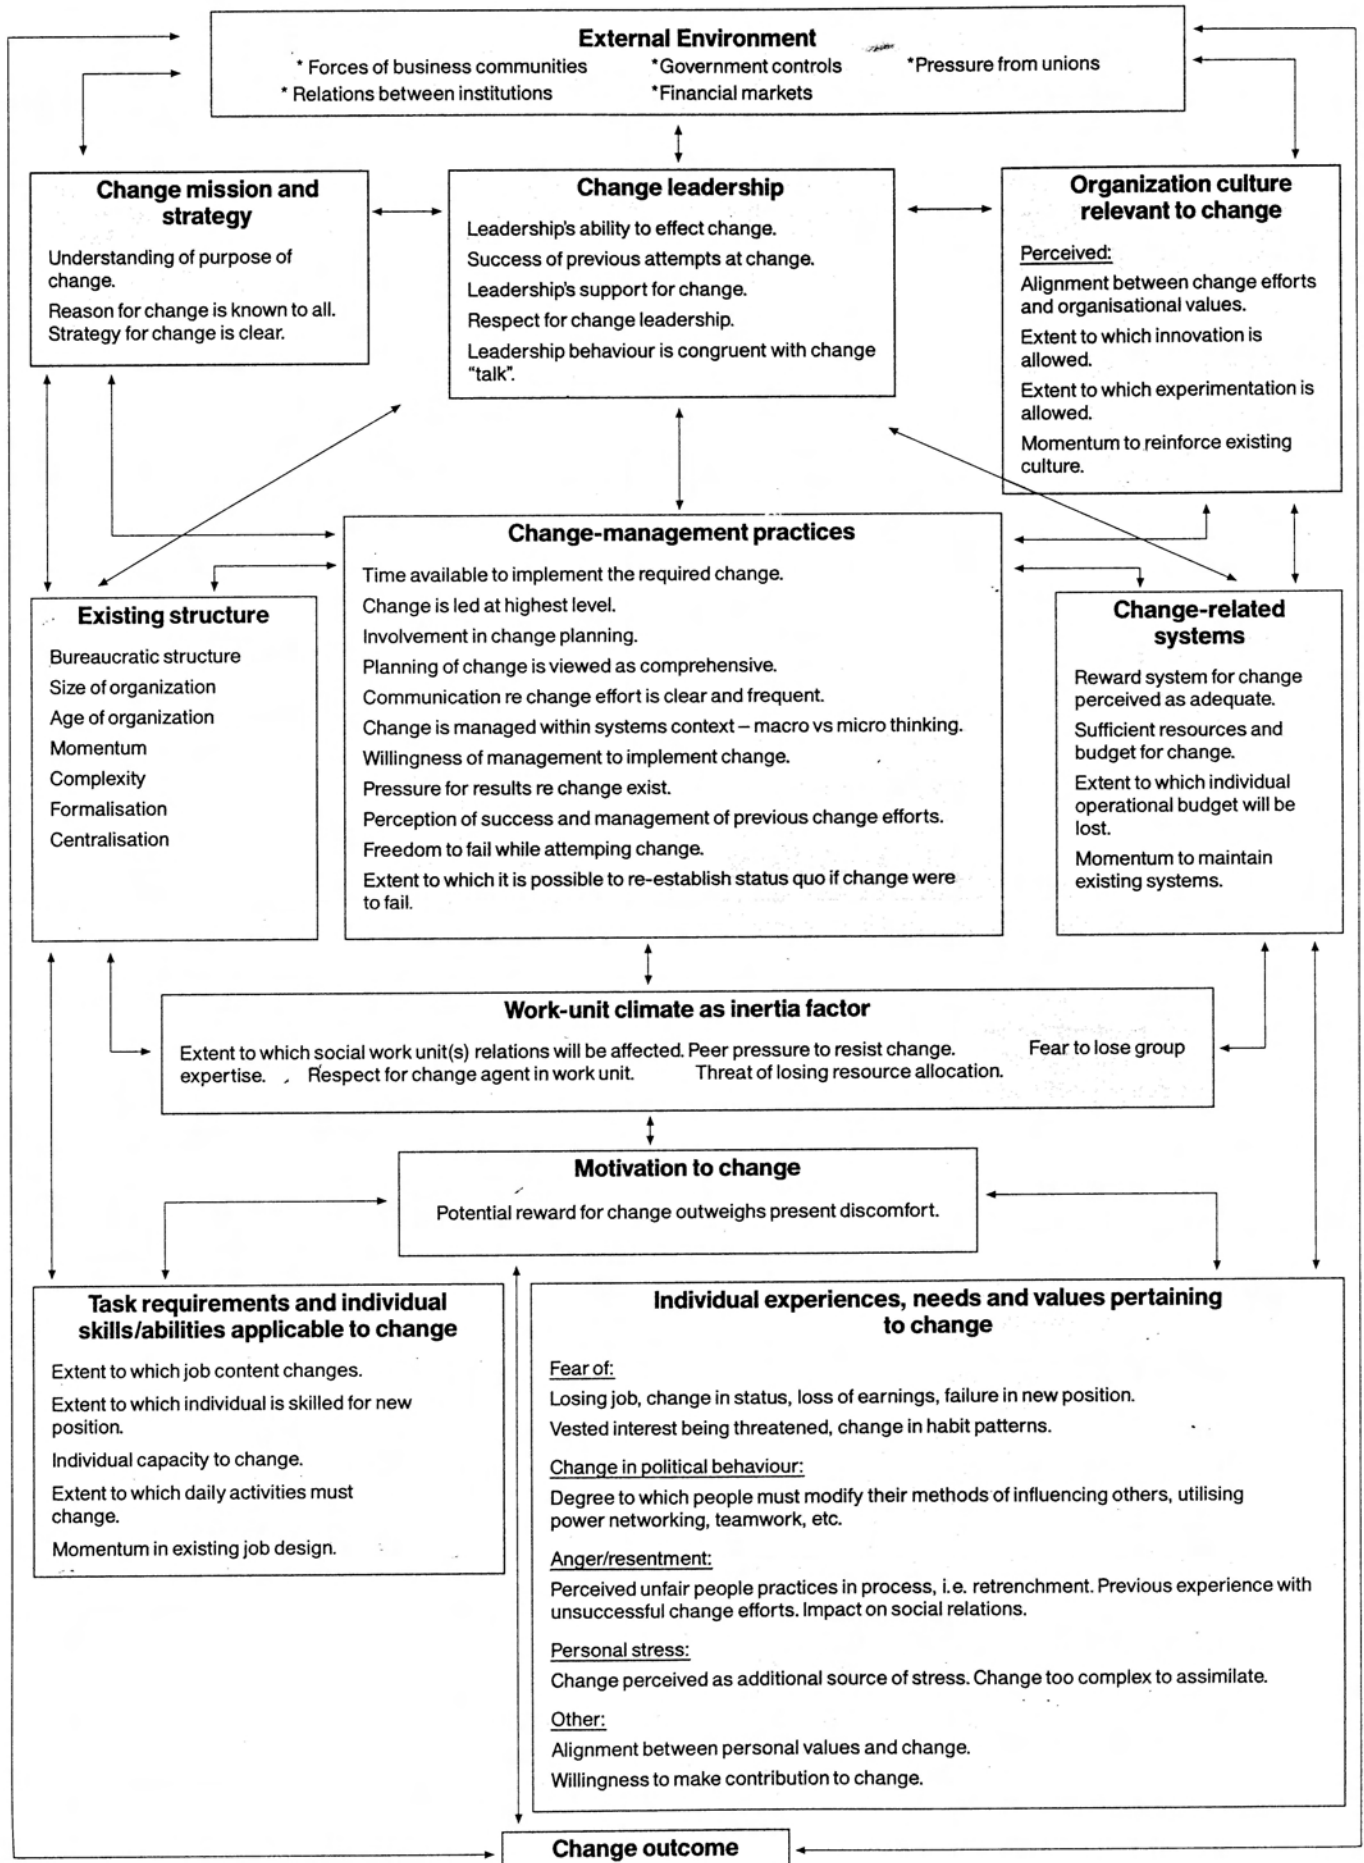 External Environment
* Forces of business communities *Government controls *Pressure from unions
* Relations between institutions *Financial markets
Change mission and
strategy
Understanding of purpose of
change.
Reason for change is known to all.
Strategy for change is clear.
Change leadership
Leadership's ability to effect change.
Success of previous attempts at change.
Leadership's support for change.
Respect for change leadership.
Leadership behaviour is congruent with change
"talk".
Organization culture
relevant to change
Perceived:
Alignment between change efforts
and organisational values.
Extent to which innovation is
allowed.
Extent to which experimentation is
allowed.
Momentum to reinforce existing
culture.
Existing structure
Bureaucratic structure
Size of organization
Age of organization
Momentum
Complexity
Formalisation
Centralisation
Change-management practices
Time available to implement the required change.
Change is led at highest level.
Involvement in change planning.
Planning of change is viewed as comprehensive.
Communication re change effort is clear and frequent.
Change is managed within systems context – macro vs micro thinking.
Willingness of management to implement change.
Pressure for results re change exist.
Perception of success and management of previous change efforts.
Freedom to fail while attemping change.
Extent to which it is possible to re-establish status quo if change were
to fail.
Change-related
systems
Reward system for change
perceived as adequate.
Sufficient resources and
budget for change.
Extent to which individual
operational budget will be
lost.
Momentum to maintain
existing systems.
Work-unit climate as inertia factor
Extent to which social work unit(s) relations will be affected. Peer pressure to resist change. Fear to lose group
expertise. Respect for change agent in work unit. Threat of losing resource allocation.
Motivation to change
Potential reward for change outweighs present discomfort.
Task requirements and individual
skills/abilities applicable to change
Extent to which job content changes.
Extent to which individual is skilled for new
position.
Individual capacity to change.
Extent to which daily activities must
change.
Momentum in existing job design.
Individual experiences, needs and values pertaining
to change
Fear of:
Losing job, change in status, loss of earnings, failure in new position.
Vested interest being threatened, change in habit patterns.
Change in political behaviour:
Degree to which people must modify their methods of influencing others, utilising
power networking, teamwork, etc.
Anger/resentment:
Perceived unfair people practices in process, i.e. retrenchment. Previous experience with
unsuccessful change efforts. Impact on social relations.
Personal stress:
Change perceived as additional source of stress. Change too complex to assimilate.
Other:
Alignment between personal values and change.
Willingness to make contribution to change.
Change outcome